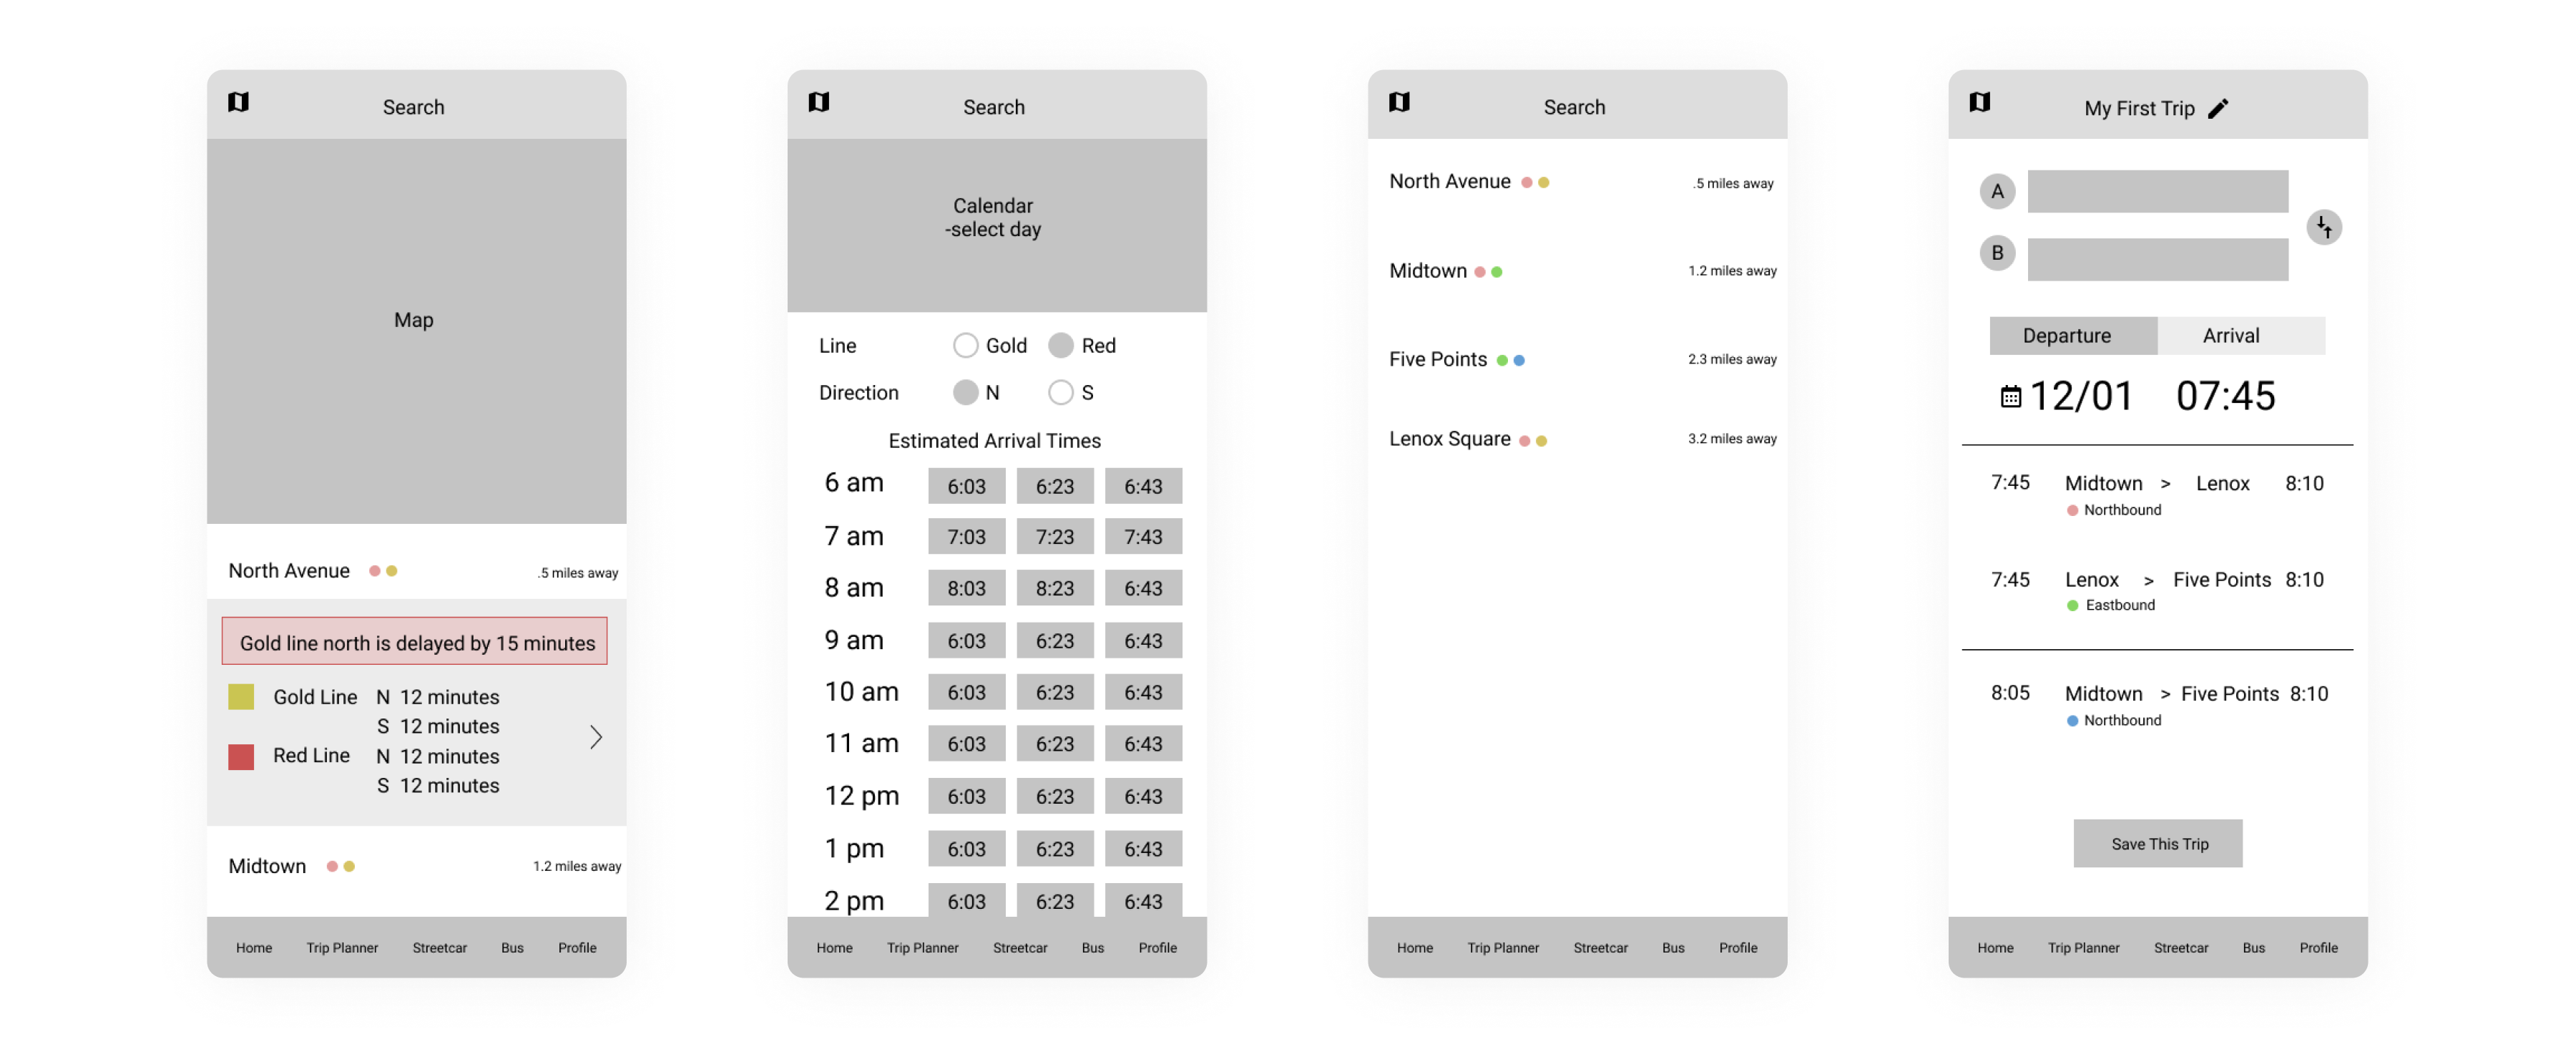 Search
Map
North Avenue .5 miles away
Gold line north is delayed by 15 minutes
Gold Line N 12 minutes
S 12 minutes
Red Line N 12 minutes
S 12 minutes
Midtown 1.2 miles away
Home Trip Planner Streetcar Bus Profile
Search
Calendar
-select day
Line Gold Red
Direction N S
Estimated Arrival Times
6 am 6:03 6:23 6:43
7 am 7:03 7:23 7:43
8 am 8:03 8:23 6:43
9 am 6:03 6:23 6:43
10 am 6:03 6:23 6:43
11 am 6:03 6:23 6:43
12 pm 6:03 6:23 6:43
1 pm 6:03 6:23 6:43
2 pm 6:03 6:23 6:43
Home Trip Planner Streetcar Bus Profile
Search
North Avenue .5 miles away
Midtown 1.2 miles away
Five Points 2.3 miles away
Lenox Square 3.2 miles away
Home Trip Planner Streetcar Bus Profile
My First Trip
A
B
Departure Arrival
12/01 07:45
7:45 Midtown > Lenox 8:10
Northbound
7:45 Lenox > Five Points 8:10
Eastbound
8:05 Midtown > Five Points 8:10
Northbound
Save This Trip
Home Trip Planner Streetcar Bus Profile